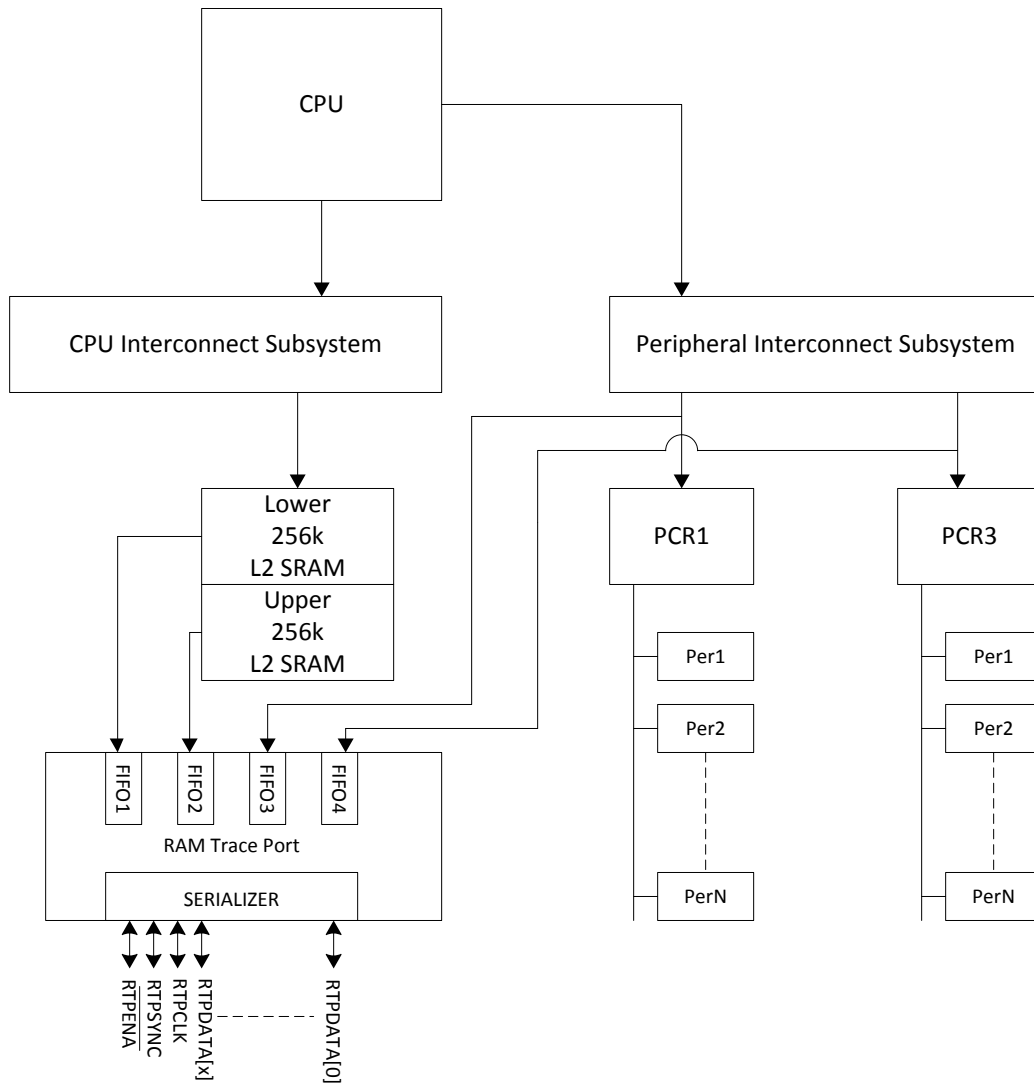 CPU
CPU Interconnect Subsystem
Peripheral Interconnect Subsystem
Lower
256k
L2 SRAM
Upper
256k
L2 SRAM
PCR1
PCR3
Per1
Per2
PerN
Per1
Per2
PerN
FIFO1
FIFO2
FIFO3
FIFO4
RAM Trace Port
SERIALIZER
RTPENA
RTPSYNC
RTPCLK
RTPDATA[x]
RTPDATA[0]